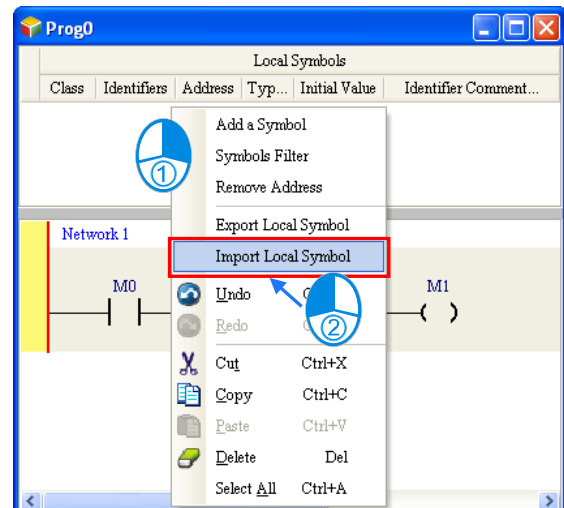 Prog0
Local Symbols
Class Identifiers Address Typ... Initial Value Identifier Comment...
Add a Symbol
Symbols Filter
①
Remove Address
Export Local Symbol
Network 1
Import Local Symbol
M0 Undo M1
Redo ②
Cut Ctrl+X
Copy Ctrl+C
Paste Ctrl+V
Delete Del
Select All Ctrl+A